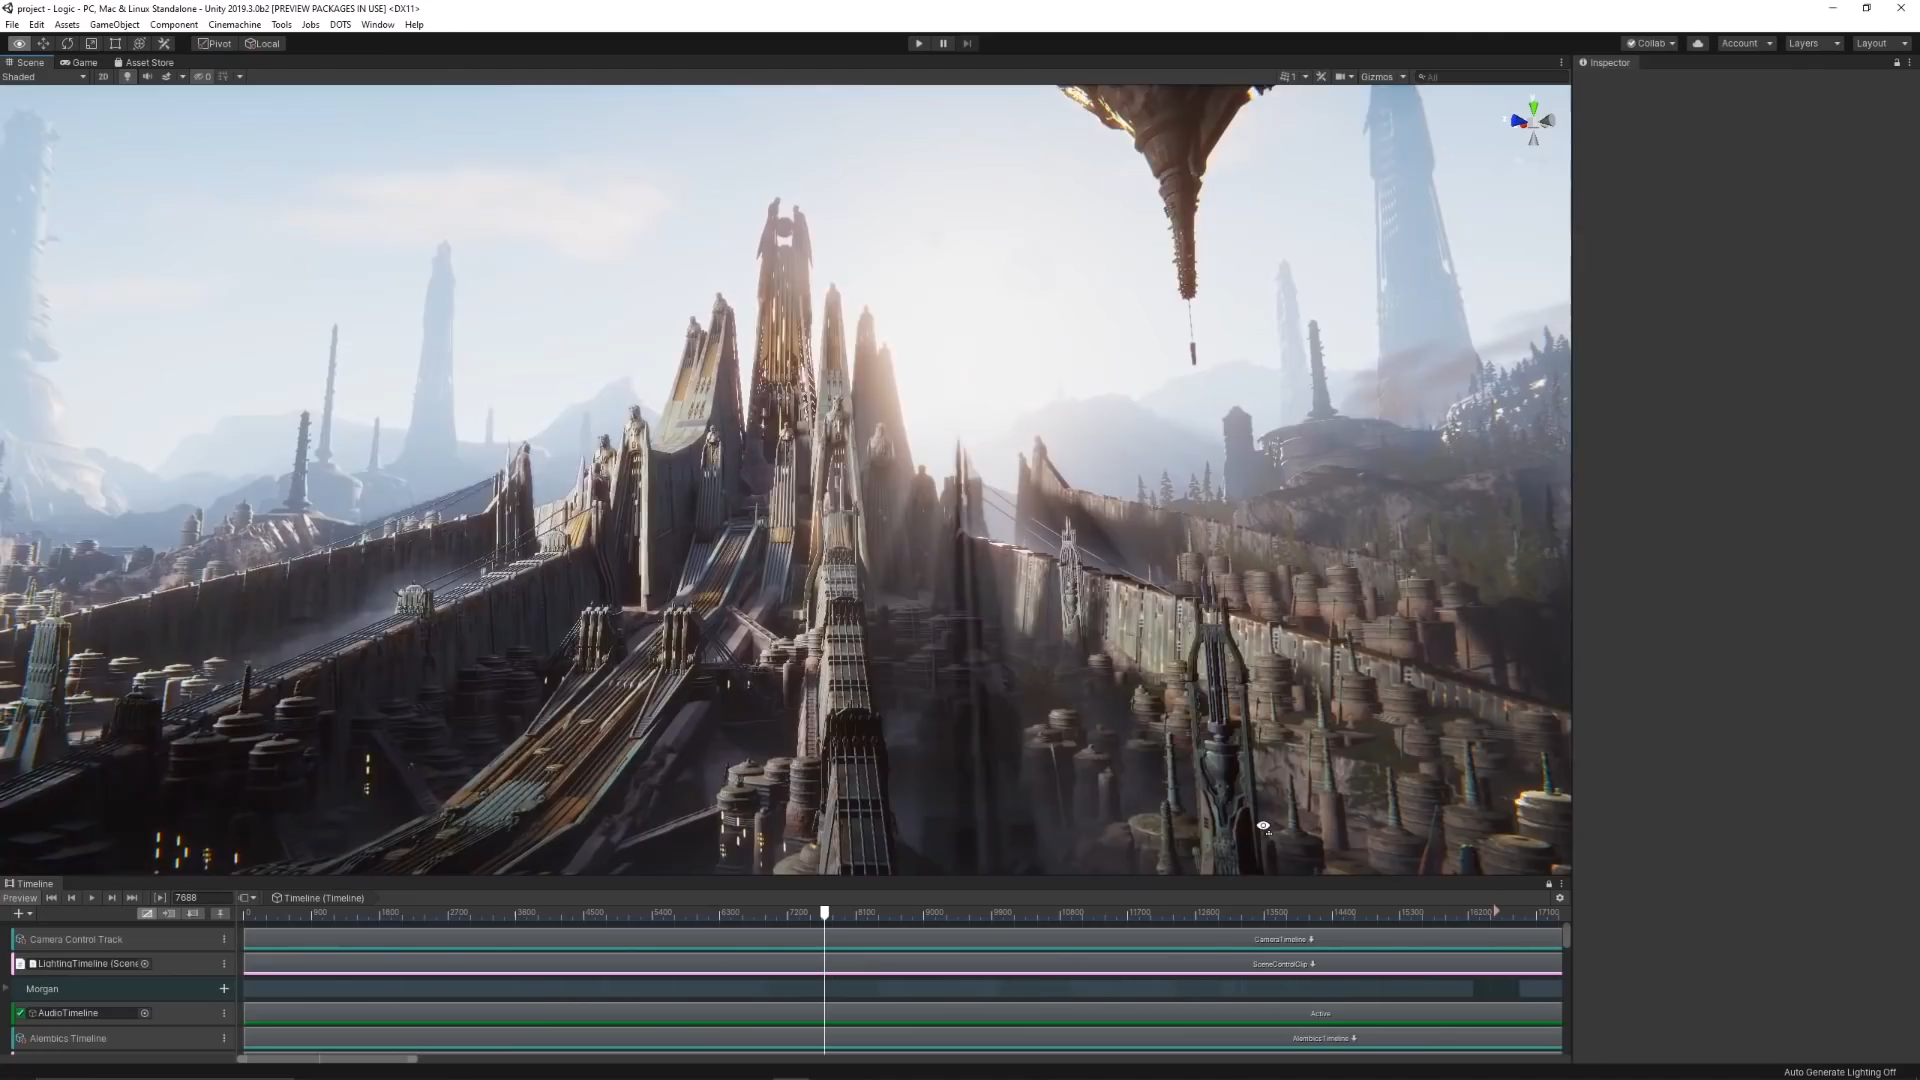 project - Logic - PC, Mac & Linux Standalone - Unity 2019.3.0b2 [PREVIEW PACKAGES IN USE] <DX11>
File Edit Assets GameObject Component Cinemachine Tools Jobs DOTS Window Help
Pivot Local Collab Account Layers Layout
Scene Game Asset Store Inspector
Shaded 2D 0 1 Gizmos All
Timeline
Preview 7688 Timeline (Timeline)
0 900 1800 2700 3600 4500 5400 6300 7200 8100 9000 9900 10800 11700 12600 13500 14400 15300 16200 17100
Camera Control Track CameraTimeline
LightingTimeline (Scene SceneControlClip
Morgan
AudioTimeline Active
Alembics Timeline AlembicsTimeline
Auto Generate Lighting Off